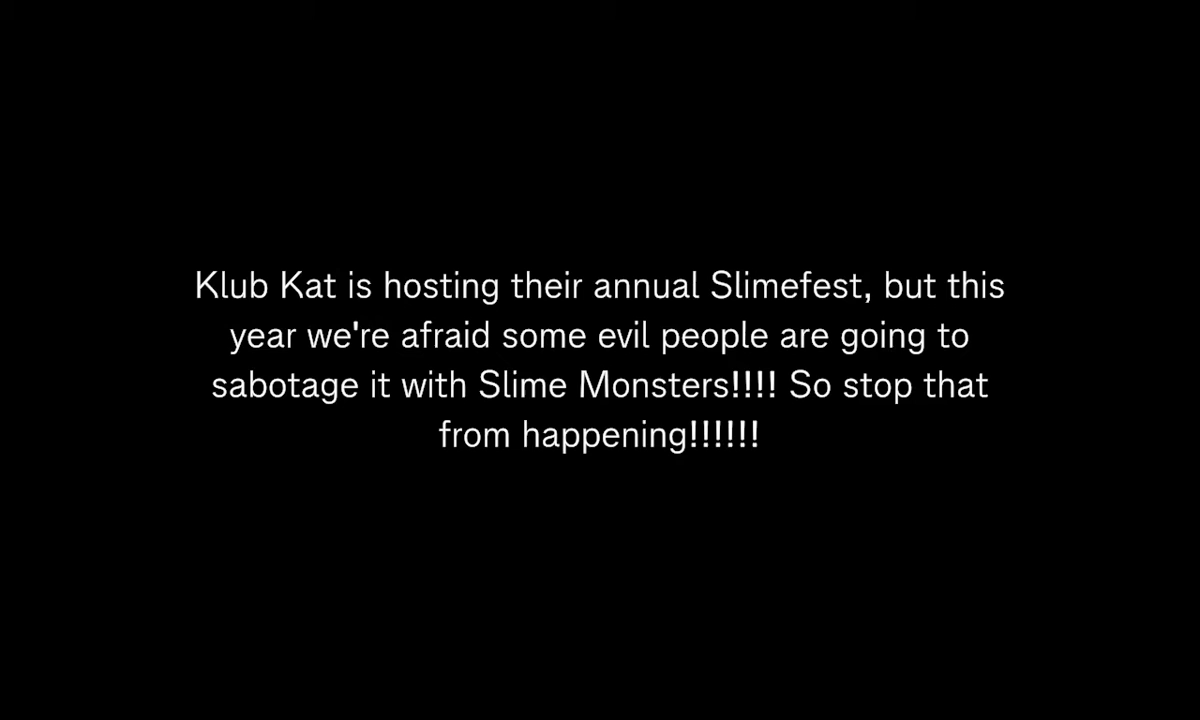 Klub Kat is hosting their annual Slimefest, but this
year we're afraid some evil people are going to
sabotage it with Slime Monsters!!!! So stop that
from happening!!!!!!